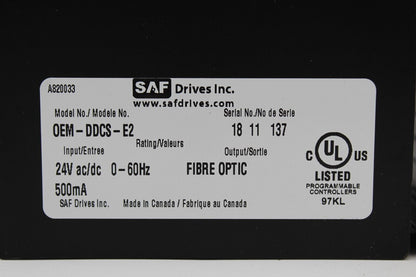 A820033
SAF Drives Inc.
www.safdrives.com
Model No./ Modele No. Serial No./No de Serie
OEM-DDCS-E2 18 11 137
Rating/Valeurs
Input/Entree Output/Sortie
24V ac/dc 0-60Hz FIBRE OPTIC
500mA
SAF Drives Inc. Made in Canada / Fabrique au Canada
C UL US
LISTED
PROGRAMMABLE
CONTROLLERS
97KL